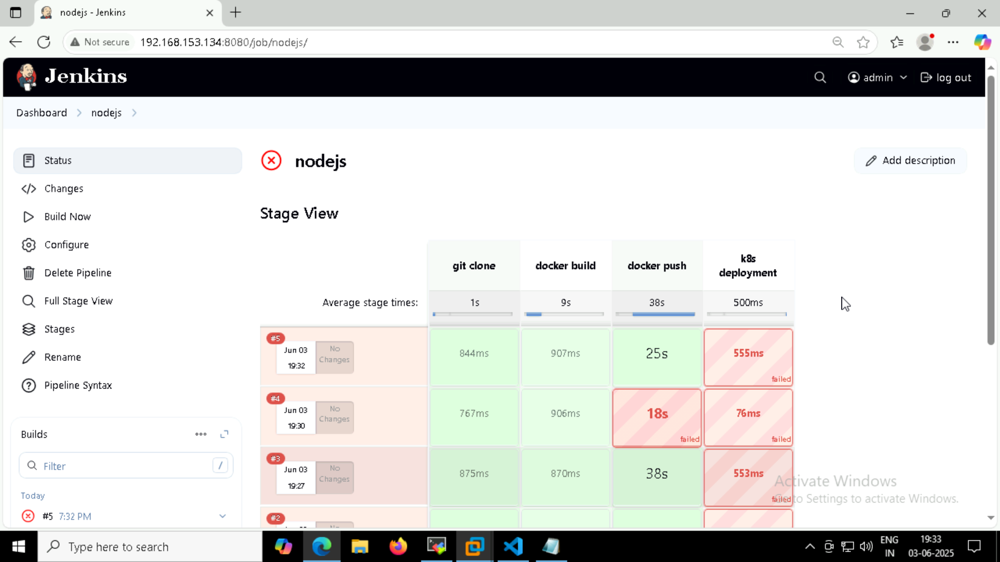 nodejs - Jenkins
Not secure
192.168.153.134:8080/job/nodejs/
Jenkins
admin
log out
Dashboard
nodejs
Status
Changes
Build Now
Configure
Delete Pipeline
Full Stage View
Stages
Rename
Pipeline Syntax
Builds
Filter
/
Today
#5 7:32 PM
nodejs
Add description
Stage View
git clone
docker build
docker push
k8s
deployment
Average stage times:
1s
9s
38s
500ms
#5
Jun 03
19:32
No
Changes
844ms
907ms
25s
555ms
failed
#4
Jun 03
19:30
No
Changes
767ms
906ms
18s
failed
76ms
failed
#3
Jun 03
19:27
No
Changes
875ms
870ms
38s
553ms
failed
#2
Activate Windows
Go to Settings to activate Windows.
Type here to search
ENG
IN
19:33
03-06-2025